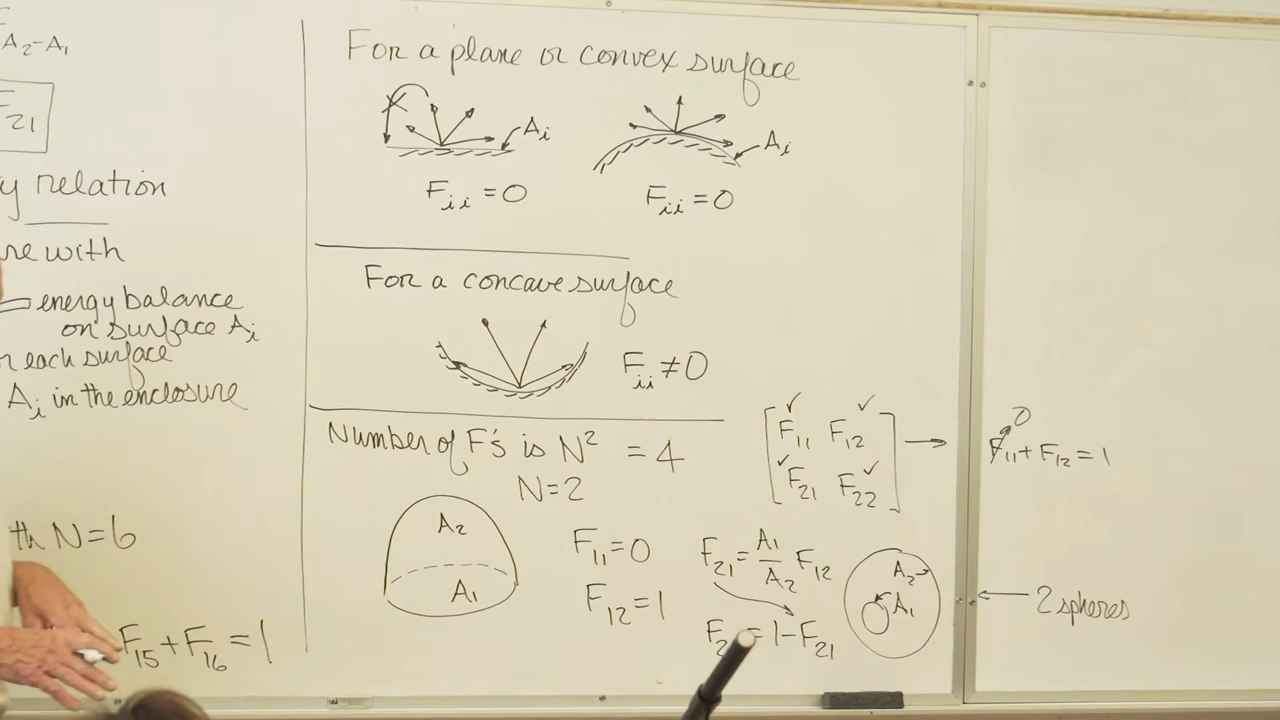 A₂-A₁
F₂₁
relation
with
energy balance
on surface Aᵢ
each surface
Aᵢ in the enclosure
N=6
F₁₅+F₁₆=1
For a plane or convex surface
Aᵢ
Aᵢ
Fᵢᵢ=0
Fᵢᵢ=0
For a concave surface
Fᵢᵢ≠0
Number of F's is N² = 4
N=2
A₂
A₁
F₁₁=0
F₁₂=1
F₁₁ F₁₂
F₂₁ F₂₂
F₂₁=A₁/A₂ F₁₂
=1-F₂₁
A₂
A₁
0
F₁₁+F₁₂=1
2 spheres